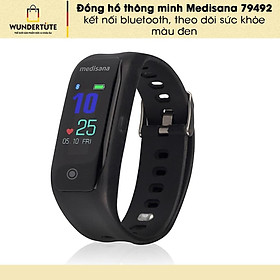 WUNDERTÜTE
Đồng hồ thông minh Medisana 79492
kết nối bluetooth, theo dõi sức khỏe
màu đen
10
25
05:10 FRI
medisana